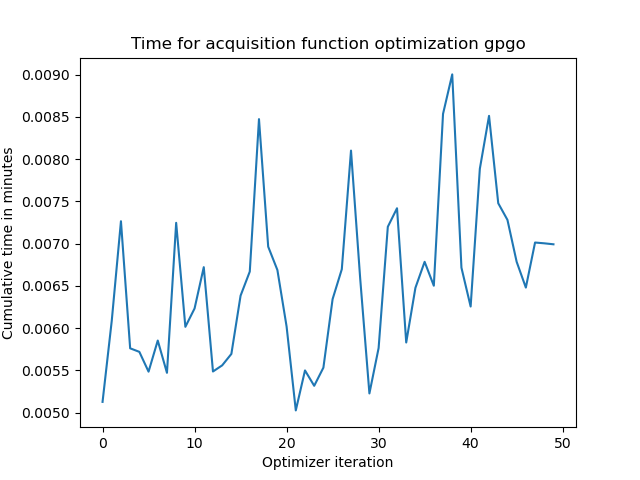 Time for acquisition function optimization gpgo
0.0090
0.0085
0.0080
0.0075
0.0070
0.0065
0.0060
0.0055
0.0050
Cumulative time in minutes
0 10 20 30 40 50
Optimizer iteration